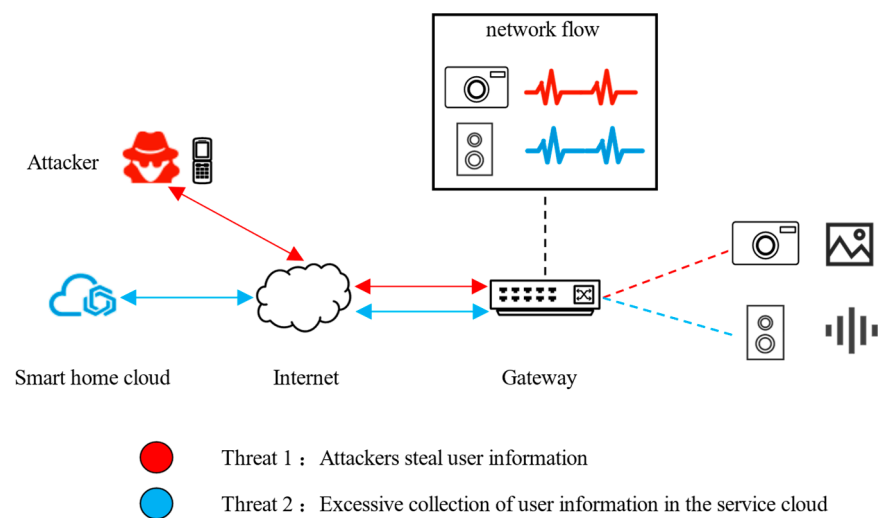 network flow
Attacker
Smart home cloud
Internet
Gateway
Threat 1： Attackers steal user information
Threat 2：Excessive collection of user information in the service cloud